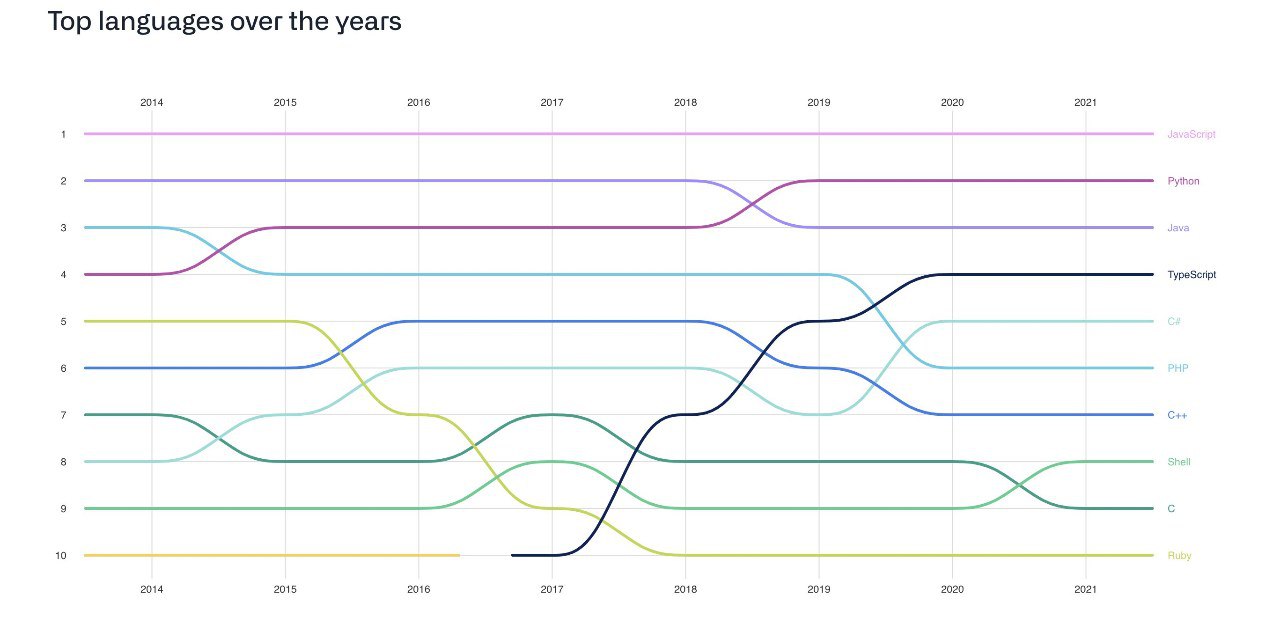 Top languages over the years
2014 2015 2016 2017 2018 2019 2020 2021
1 JavaScript
2 Python
3 Java
4 TypeScript
5 C#
6 PHP
7 C++
8 Shell
9 C
10 Ruby
2014 2015 2016 2017 2018 2019 2020 2021